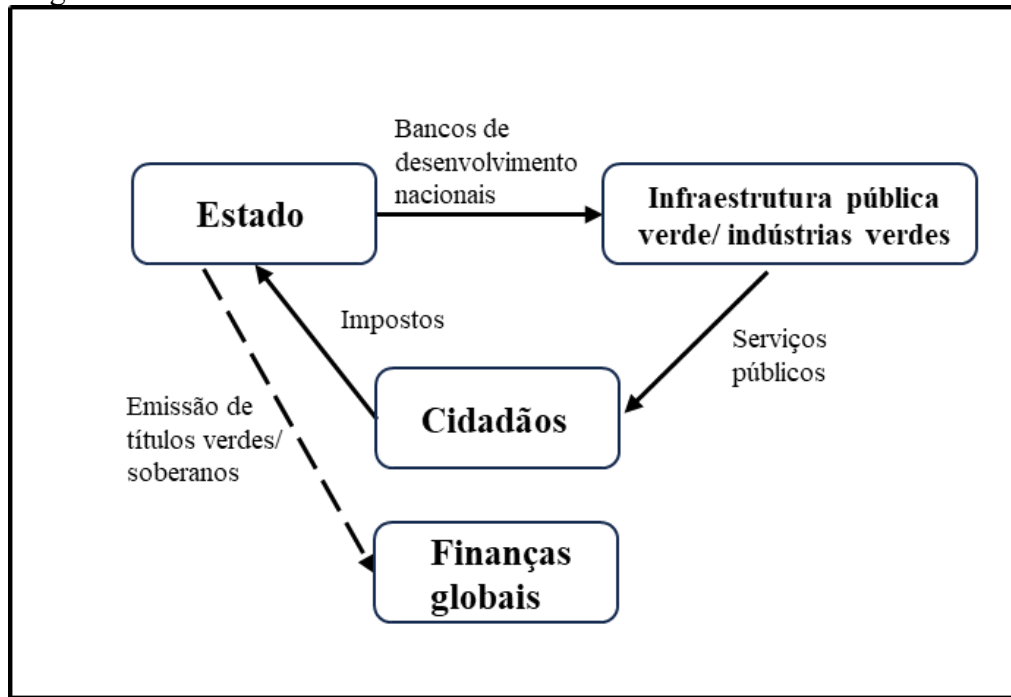 Bancos de
desenvolvimento
nacionais
Estado
Infraestrutura pública
verde/ indústrias verdes
Impostos
Serviços
públicos
Cidadãos
Emissão de
títulos verdes/
soberanos
Finanças
globais